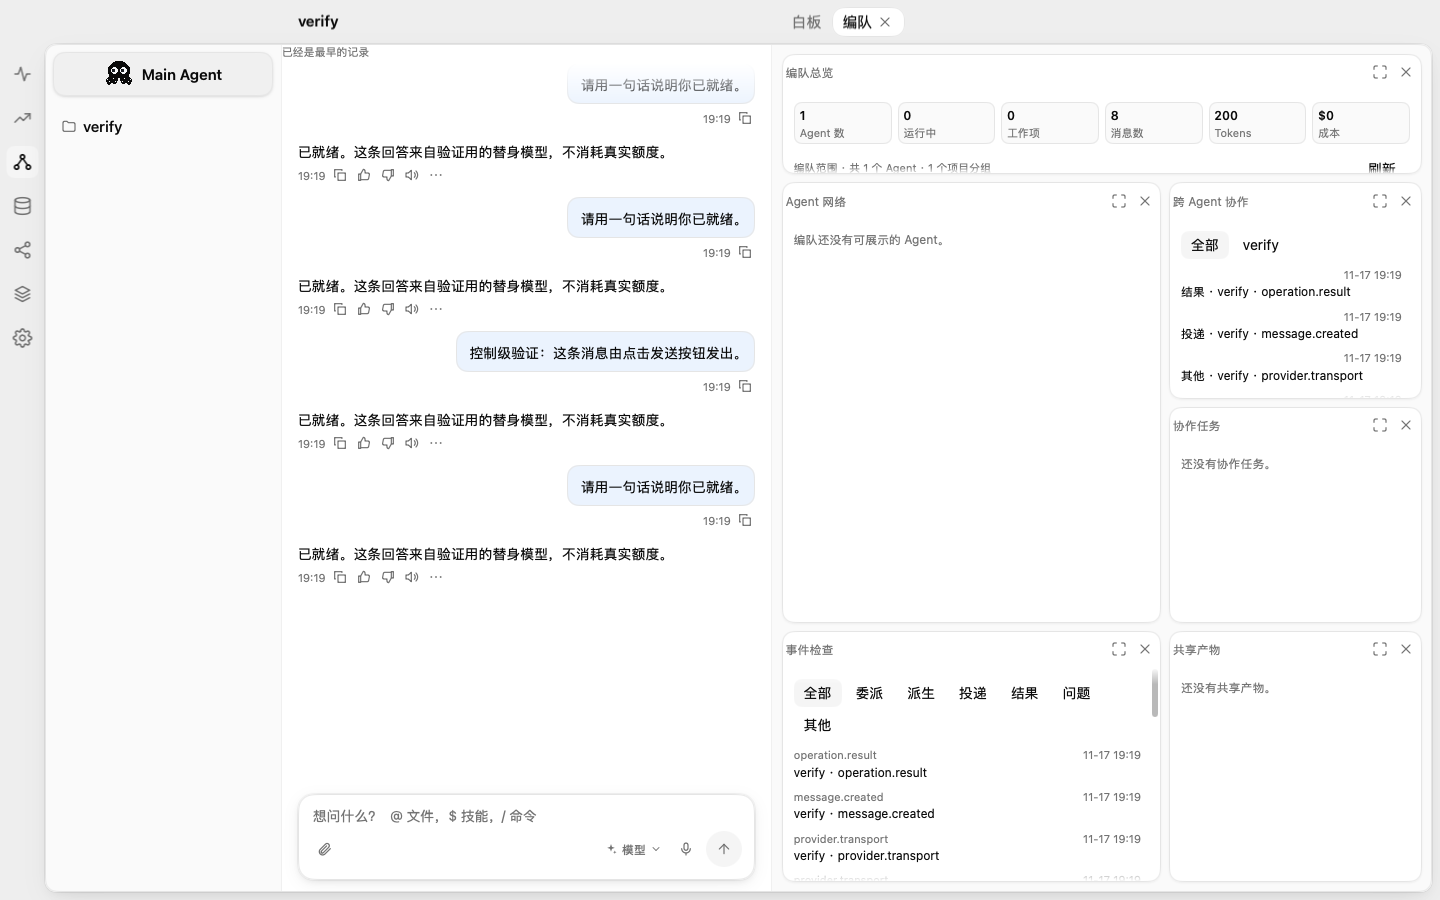 verify
白板
编队
Main Agent
verify
已经是最早的记录
请用一句话说明你已就绪。
19:19
已就绪。这条回答来自验证用的替身模型，不消耗真实额度。
19:19
请用一句话说明你已就绪。
19:19
已就绪。这条回答来自验证用的替身模型，不消耗真实额度。
19:19
控制级验证：这条消息由点击发送按钮发出。
19:19
已就绪。这条回答来自验证用的替身模型，不消耗真实额度。
19:19
请用一句话说明你已就绪。
19:19
已就绪。这条回答来自验证用的替身模型，不消耗真实额度。
19:19
想问什么？ @ 文件，$ 技能，/ 命令
模型
编队总览
1
Agent 数
0
运行中
0
工作项
8
消息数
200
Tokens
$0
成本
编队范围 · 共 1 个 Agent · 1 个项目分组
刷新
Agent 网络
编队还没有可展示的 Agent。
跨 Agent 协作
全部
verify
11-17 19:19
结果 · verify · operation.result
11-17 19:19
投递 · verify · message.created
11-17 19:19
其他 · verify · provider.transport
协作任务
还没有协作任务。
事件检查
全部
委派
派生
投递
结果
问题
其他
operation.result
11-17 19:19
verify · operation.result
message.created
11-17 19:19
verify · message.created
provider.transport
11-17 19:19
verify · provider.transport
共享产物
还没有共享产物。